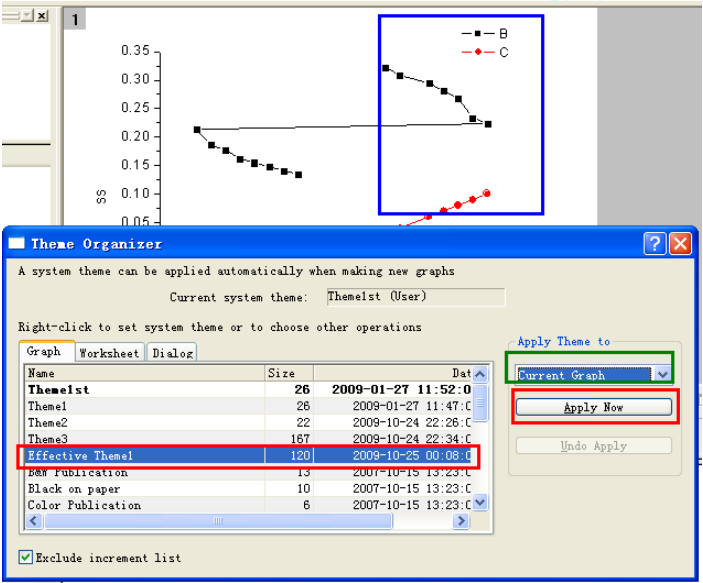 1
B
C
0.35
0.30
0.25
0.20
0.15
0.10
0.05
SS
Theme Organizer
A system theme can be applied automatically when making new graphs
Current system theme: Theme1st (User)
Right-click to set system theme or to choose other operations
Graph Worksheet Dialog
Name Size Dat
Theme1st 26 2009-01-27 11:52:0
Theme1 26 2009-01-27 11:47:0
Theme2 22 2009-10-24 22:26:0
Theme3 167 2009-10-24 22:34:0
Effective Theme1 120 2009-10-25 00:08:0
B&W Publication 13 2007-10-15 13:23:0
Black on paper 10 2007-10-15 13:23:0
Color Publication 6 2007-10-15 13:23:0
Exclude increment list
Apply Theme to
Current Graph
Apply Now
Undo Apply